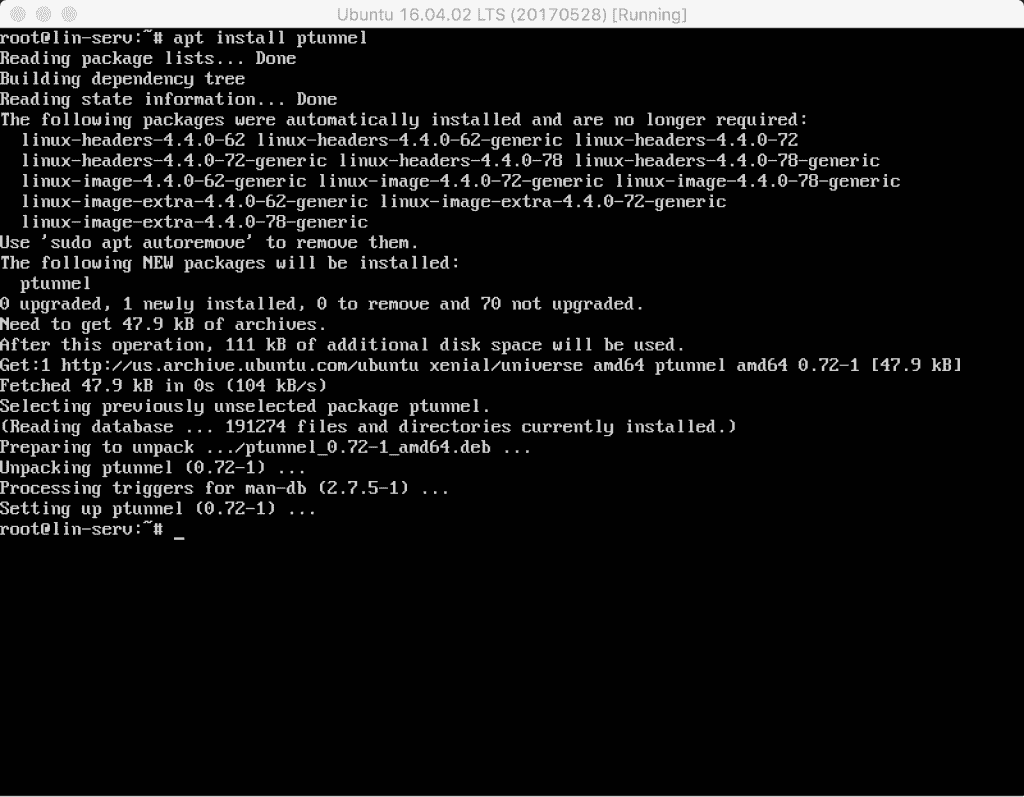 Ubuntu 16.04.02 LTS (20170528) [Running]
root@lin-serv:~# apt install ptunnel
Reading package lists... Done
Building dependency tree
Reading state information... Done
The following packages were automatically installed and are no longer required:
  linux-headers-4.4.0-62 linux-headers-4.4.0-62-generic linux-headers-4.4.0-72
  linux-headers-4.4.0-72-generic linux-headers-4.4.0-78 linux-headers-4.4.0-78-generic
  linux-image-4.4.0-62-generic linux-image-4.4.0-72-generic linux-image-4.4.0-78-generic
  linux-image-extra-4.4.0-62-generic linux-image-extra-4.4.0-72-generic
  linux-image-extra-4.4.0-78-generic
Use 'sudo apt autoremove' to remove them.
The following NEW packages will be installed:
  ptunnel
0 upgraded, 1 newly installed, 0 to remove and 70 not upgraded.
Need to get 47.9 kB of archives.
After this operation, 111 kB of additional disk space will be used.
Get:1 http://us.archive.ubuntu.com/ubuntu xenial/universe amd64 ptunnel amd64 0.72-1 [47.9 kB]
Fetched 47.9 kB in 0s (104 kB/s)
Selecting previously unselected package ptunnel.
(Reading database ... 191274 files and directories currently installed.)
Preparing to unpack .../ptunnel_0.72-1_amd64.deb ...
Unpacking ptunnel (0.72-1) ...
Processing triggers for man-db (2.7.5-1) ...
Setting up ptunnel (0.72-1) ...
root@lin-serv:~# _